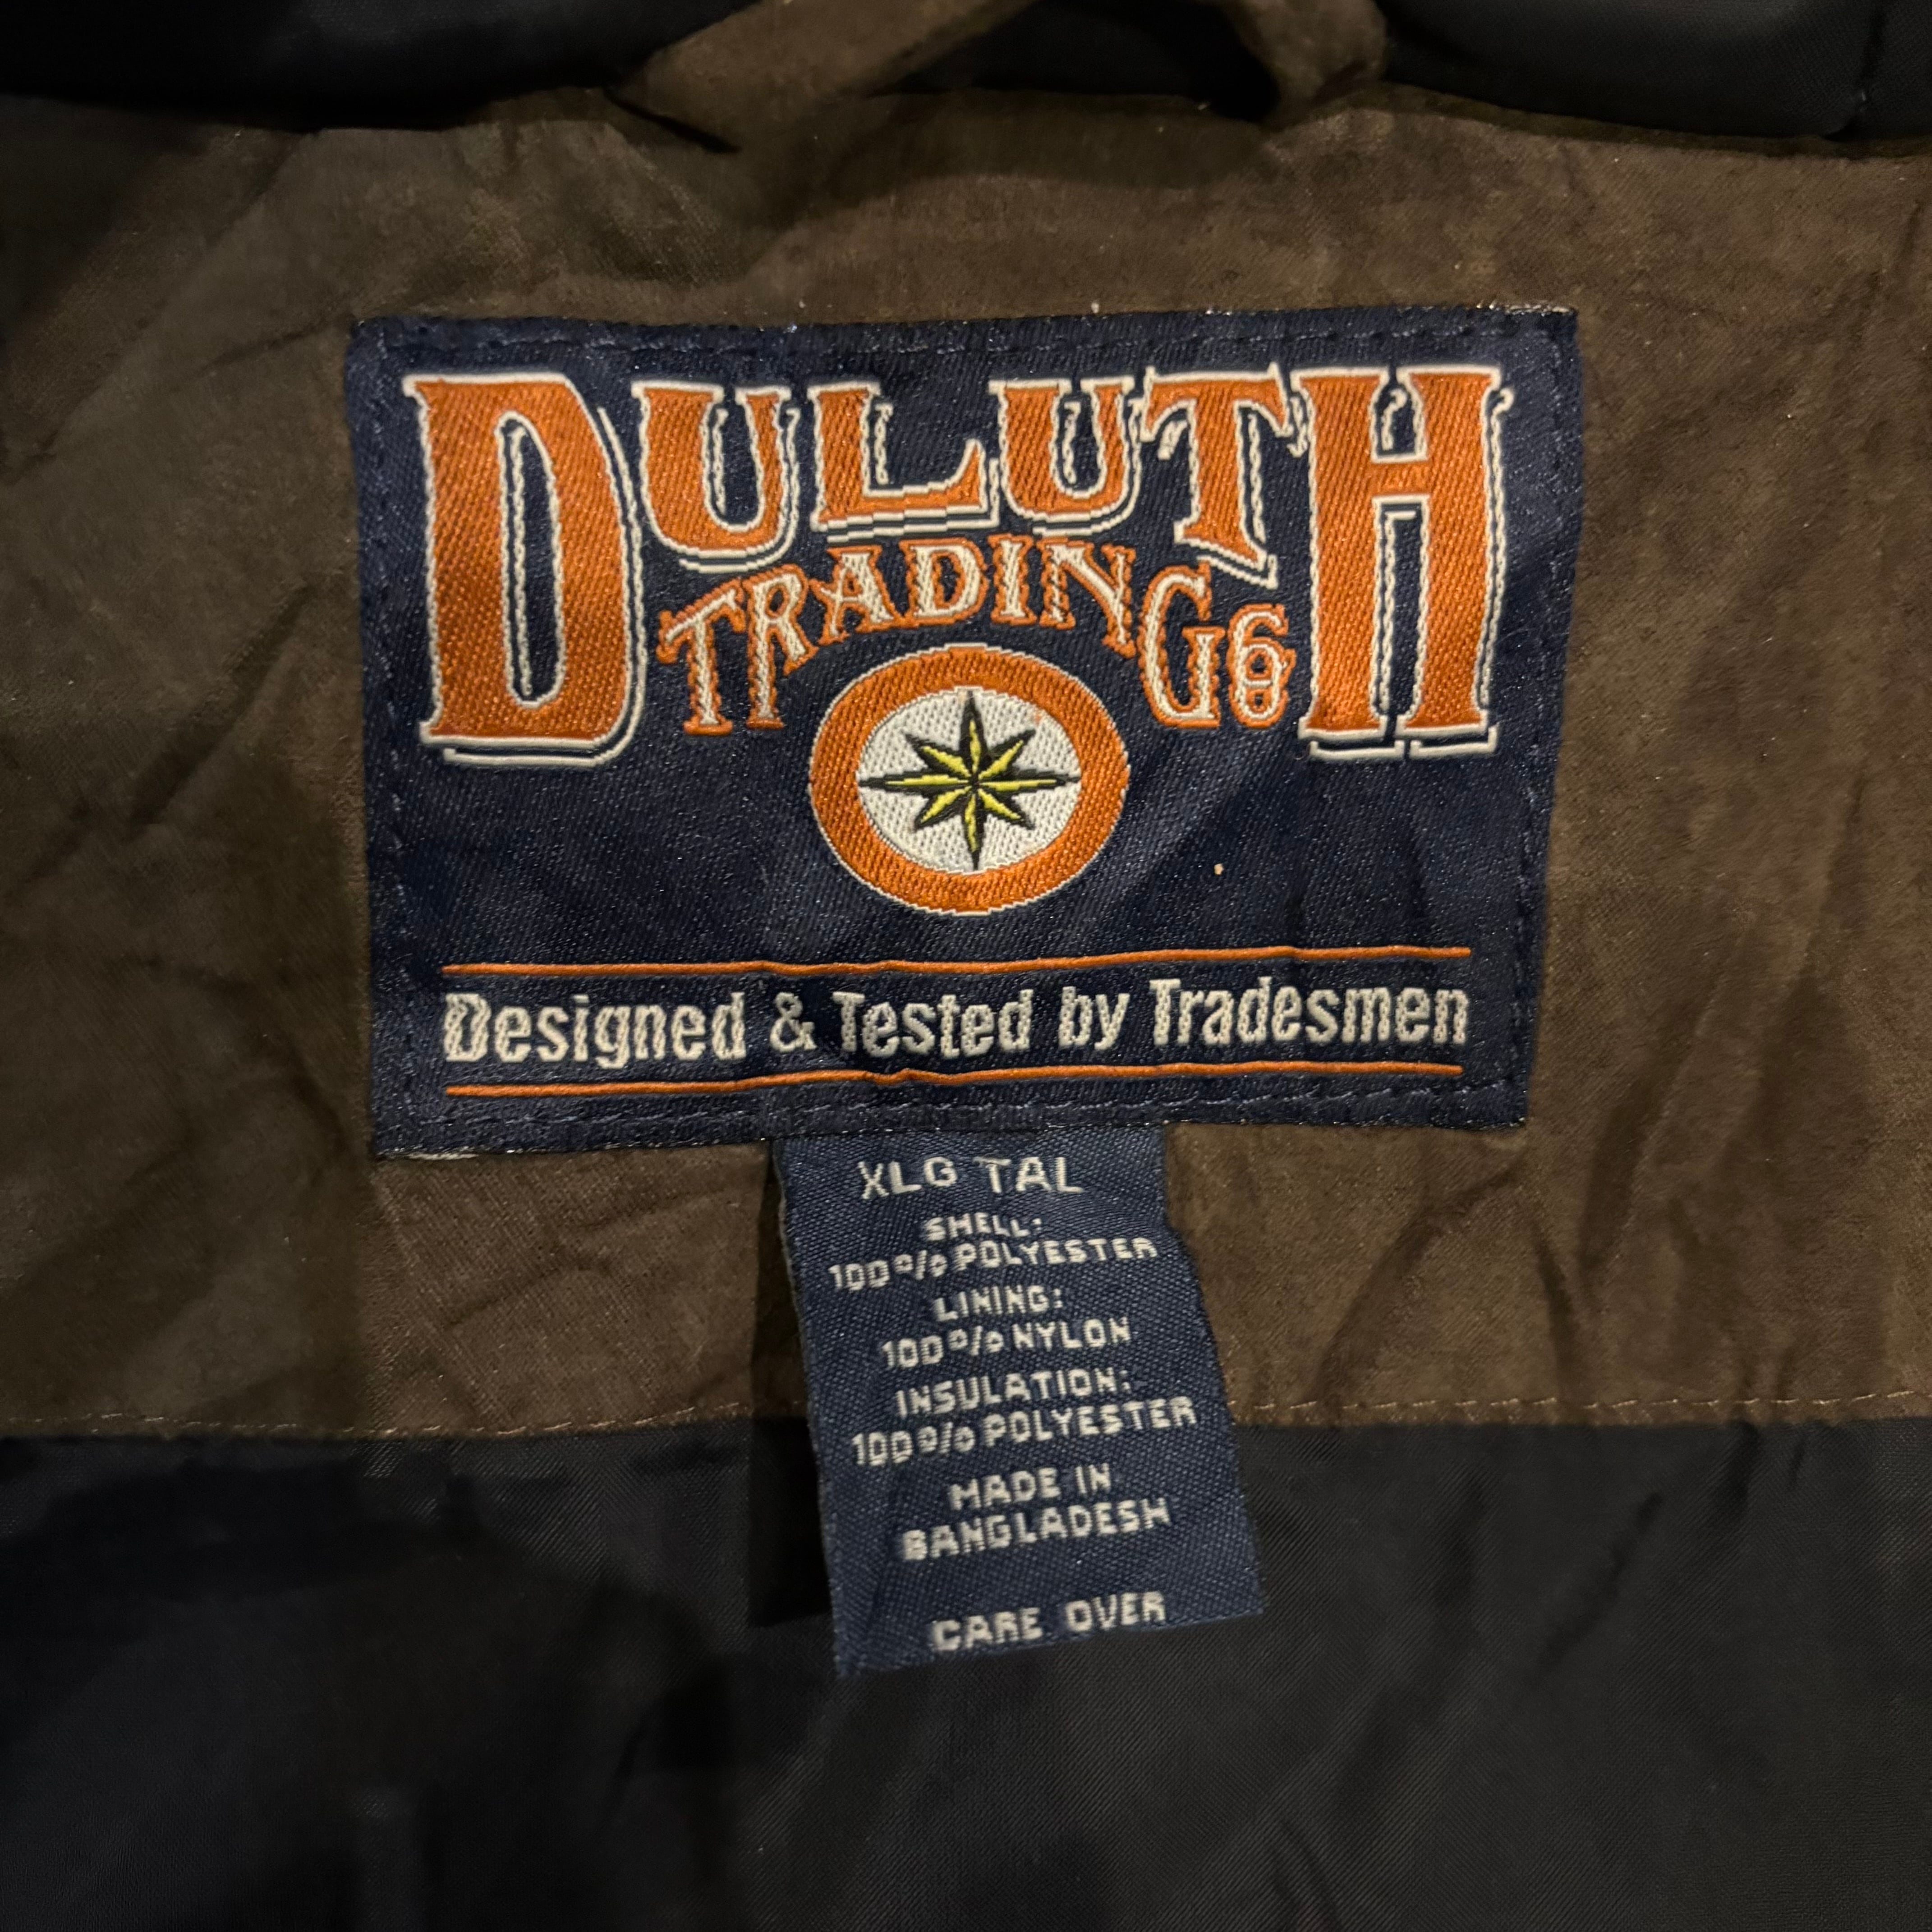 DULUTH
TRADING Co
Designed & Tested by Tradesmen
XLG TAL
SHELL:
100% POLYESTER
LINING:
100% NYLON
INSULATION:
100% POLYESTER
MADE IN
BANGLADESH
CARE OVER